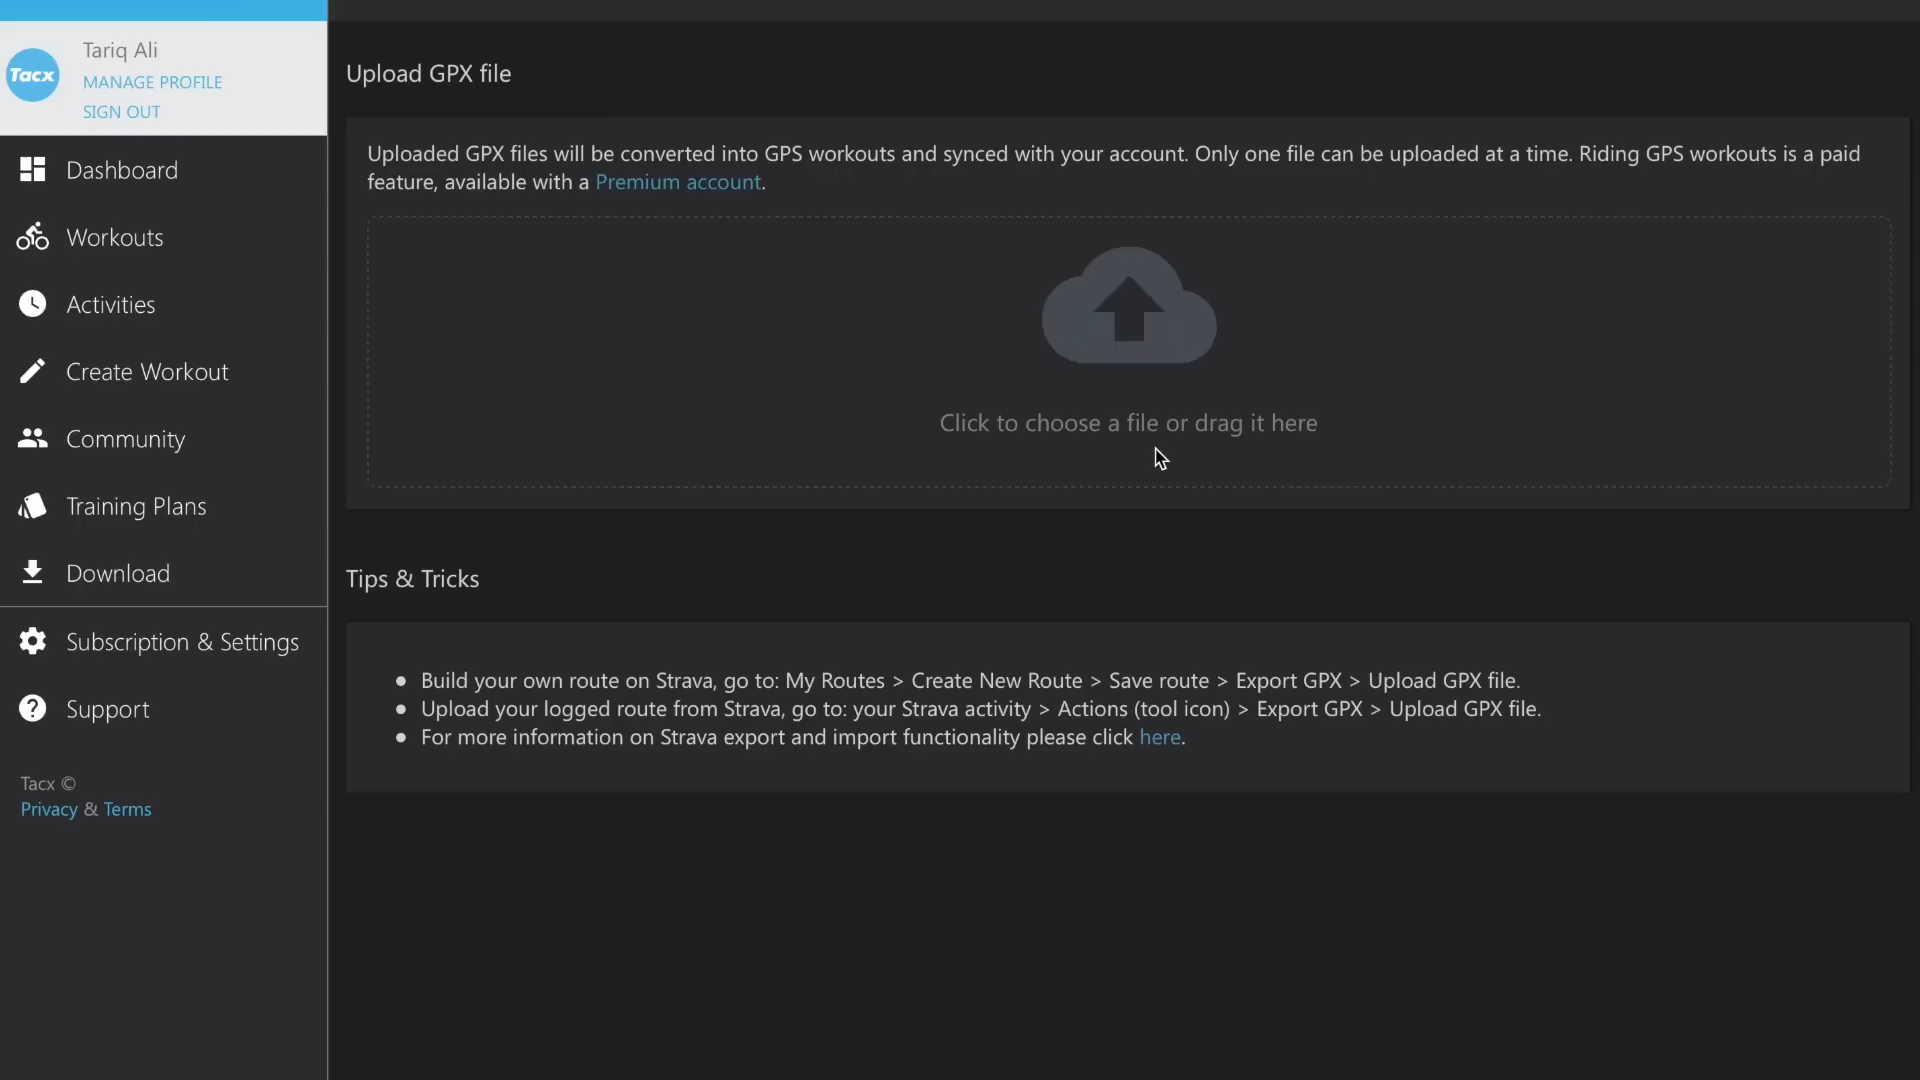 Tacx
Tariq Ali
MANAGE PROFILE
SIGN OUT
Dashboard
Workouts
Activities
Create Workout
Community
Training Plans
Download
Subscription & Settings
Support
Tacx ©
Privacy & Terms
Upload GPX file
Uploaded GPX files will be converted into GPS workouts and synced with your account. Only one file can be uploaded at a time. Riding GPS workouts is a paid
feature, available with a Premium account.
Click to choose a file or drag it here
Tips & Tricks
• Build your own route on Strava, go to: My Routes > Create New Route > Save route > Export GPX > Upload GPX file.
• Upload your logged route from Strava, go to: your Strava activity > Actions (tool icon) > Export GPX > Upload GPX file.
• For more information on Strava export and import functionality please click here.